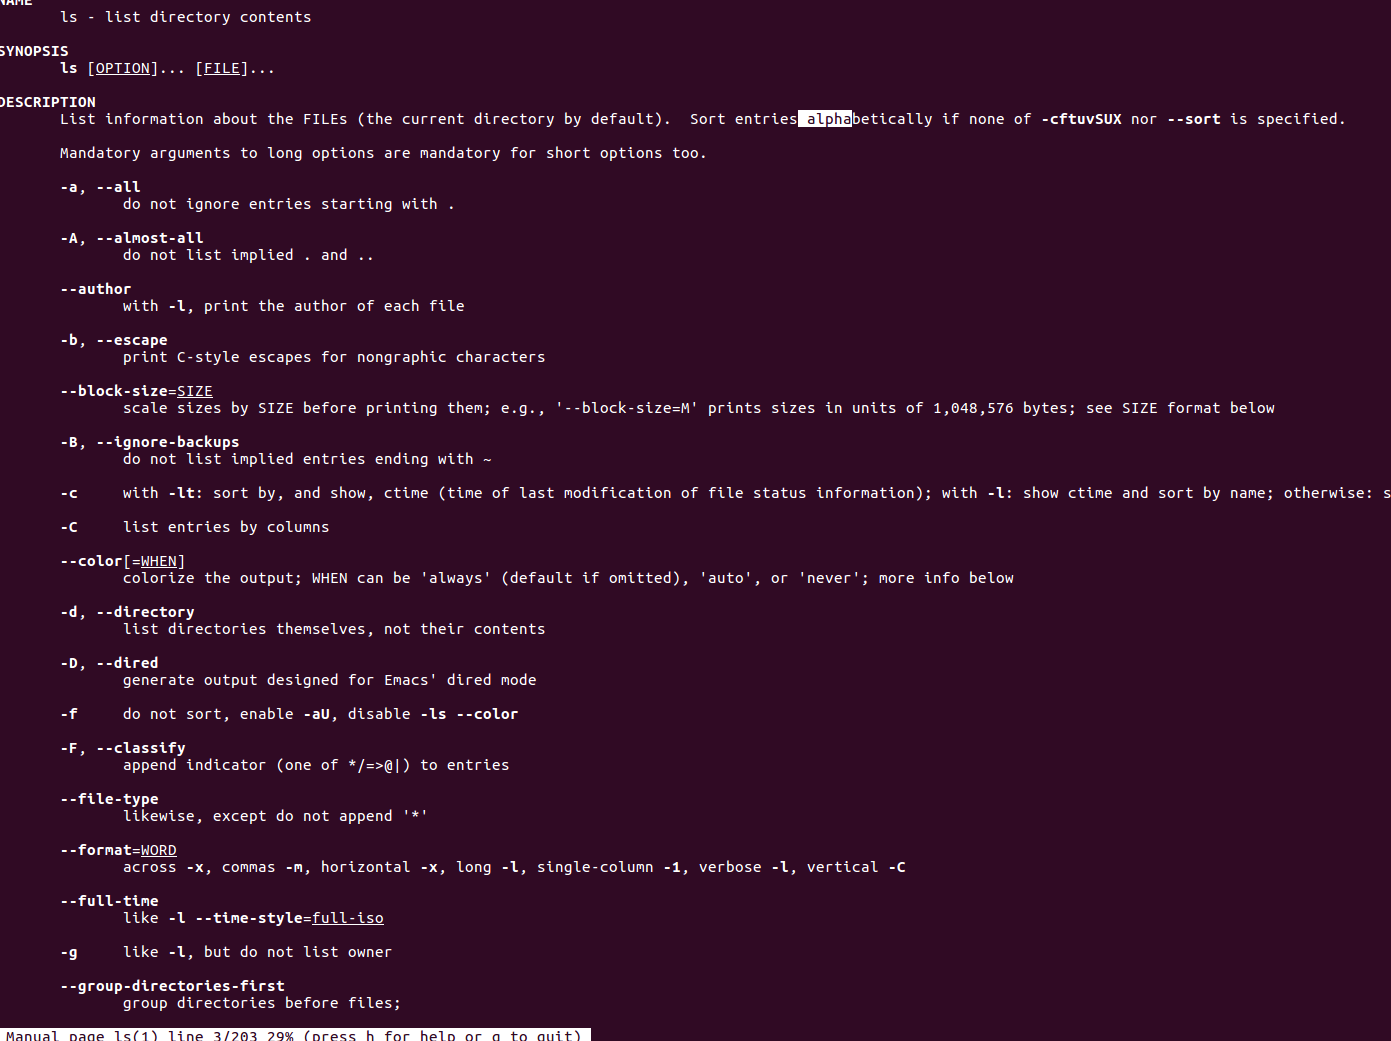 NAME
ls - list directory contents
SYNOPSIS
ls [OPTION]... [FILE]...
DESCRIPTION
List information about the FILEs (the current directory by default).  Sort entries alphabetically if none of -cftuvSUX nor --sort is specified.
Mandatory arguments to long options are mandatory for short options too.
-a, --all
do not ignore entries starting with .
-A, --almost-all
do not list implied . and ..
--author
with -l, print the author of each file
-b, --escape
print C-style escapes for nongraphic characters
--block-size=SIZE
scale sizes by SIZE before printing them; e.g., '--block-size=M' prints sizes in units of 1,048,576 bytes; see SIZE format below
-B, --ignore-backups
do not list implied entries ending with ~
-c     with -lt: sort by, and show, ctime (time of last modification of file status information); with -l: show ctime and sort by name; otherwise: s
-C     list entries by columns
--color[=WHEN]
colorize the output; WHEN can be 'always' (default if omitted), 'auto', or 'never'; more info below
-d, --directory
list directories themselves, not their contents
-D, --dired
generate output designed for Emacs' dired mode
-f     do not sort, enable -aU, disable -ls --color
-F, --classify
append indicator (one of */=>@|) to entries
--file-type
likewise, except do not append '*'
--format=WORD
across -x, commas -m, horizontal -x, long -l, single-column -1, verbose -l, vertical -C
--full-time
like -l --time-style=full-iso
-g     like -l, but do not list owner
--group-directories-first
group directories before files;
Manual page ls(1) line 3/203 29% (press h for help or q to quit)